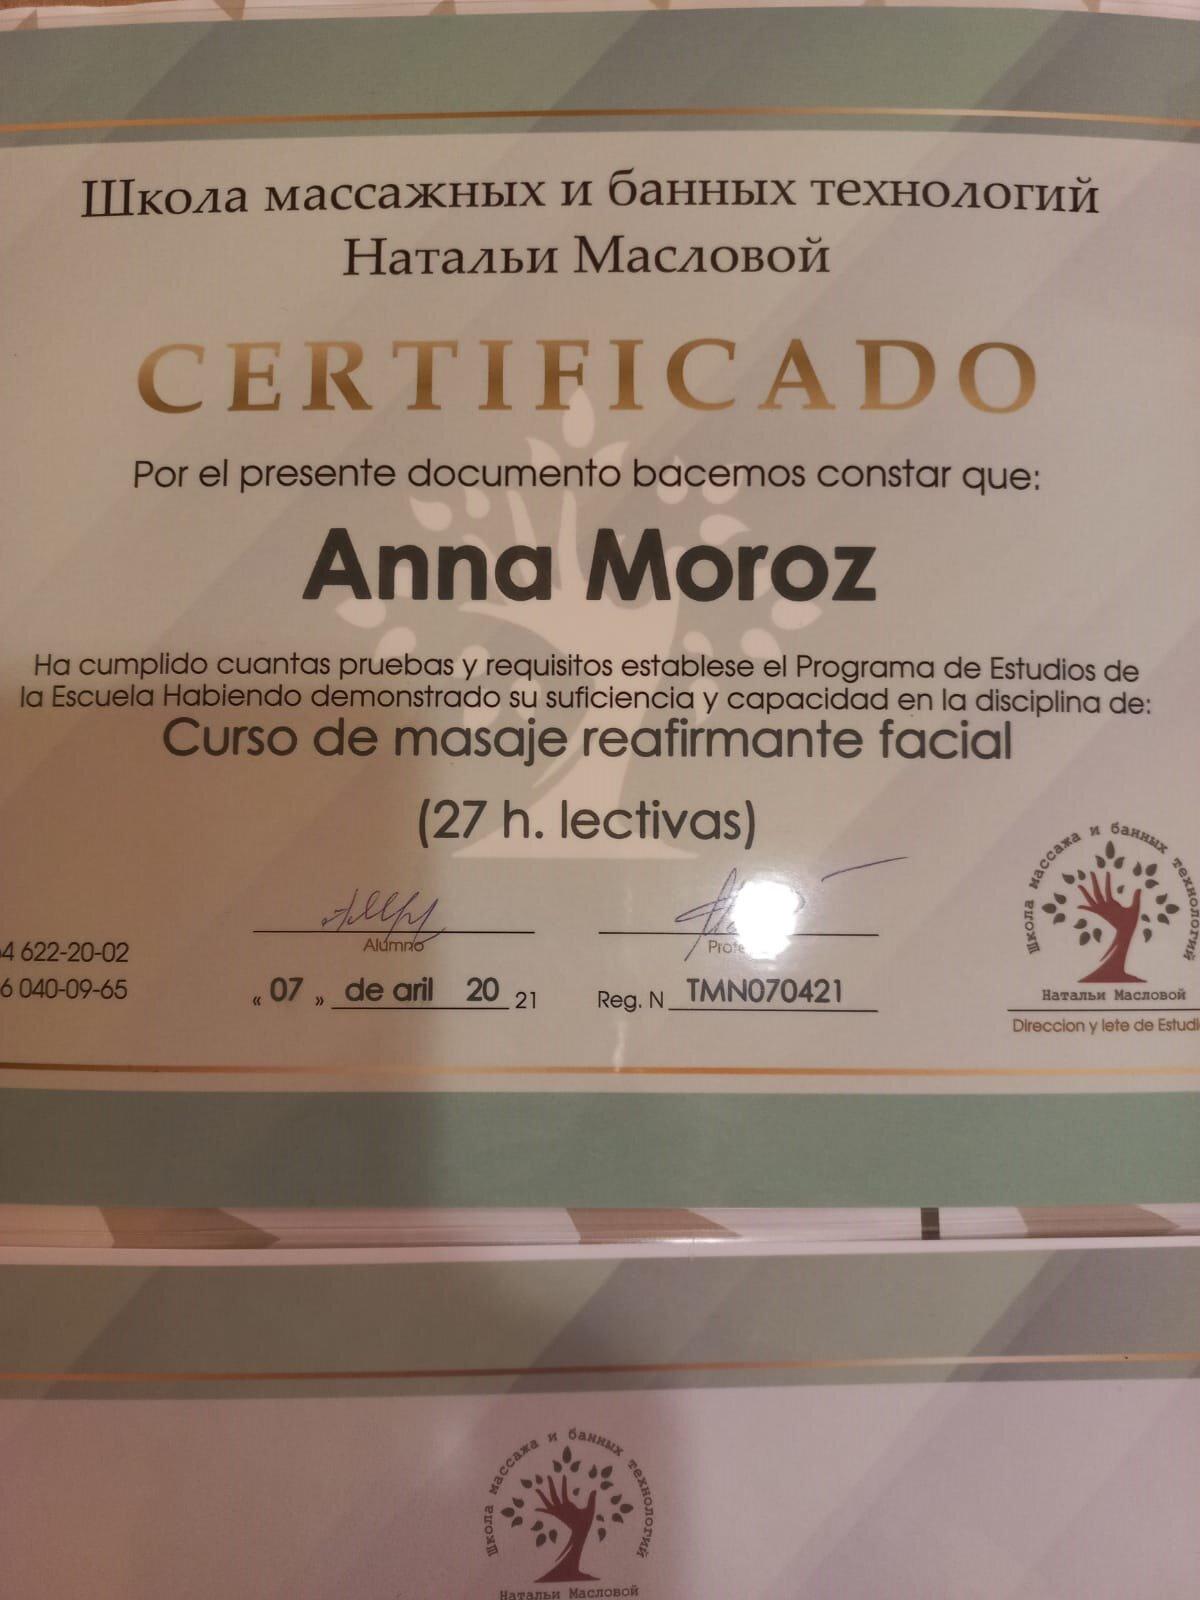 Школа массажных и банных технологий
Натальи Масловой
CERTIFICADO
Por el presente documento bacemos constar que:
Anna Moroz
Ha cumplido cuantas pruebas y requisitos establese el Programa de Estudios de
la Escuela Habiendo demonstrado su suficiencia y capacidad en la disciplina de:
Curso de masaje reafirmante facial
(27 h. lectivas)
Школа массажа и банных технологий
Натальи Масловой
Direccion y lete de
Alumno
4 622-20-02
6 040-09-65
« 07 » de aril 20 21
Reg. N TMN070421
Школа массажа и банных технологий
Натальи Масловой